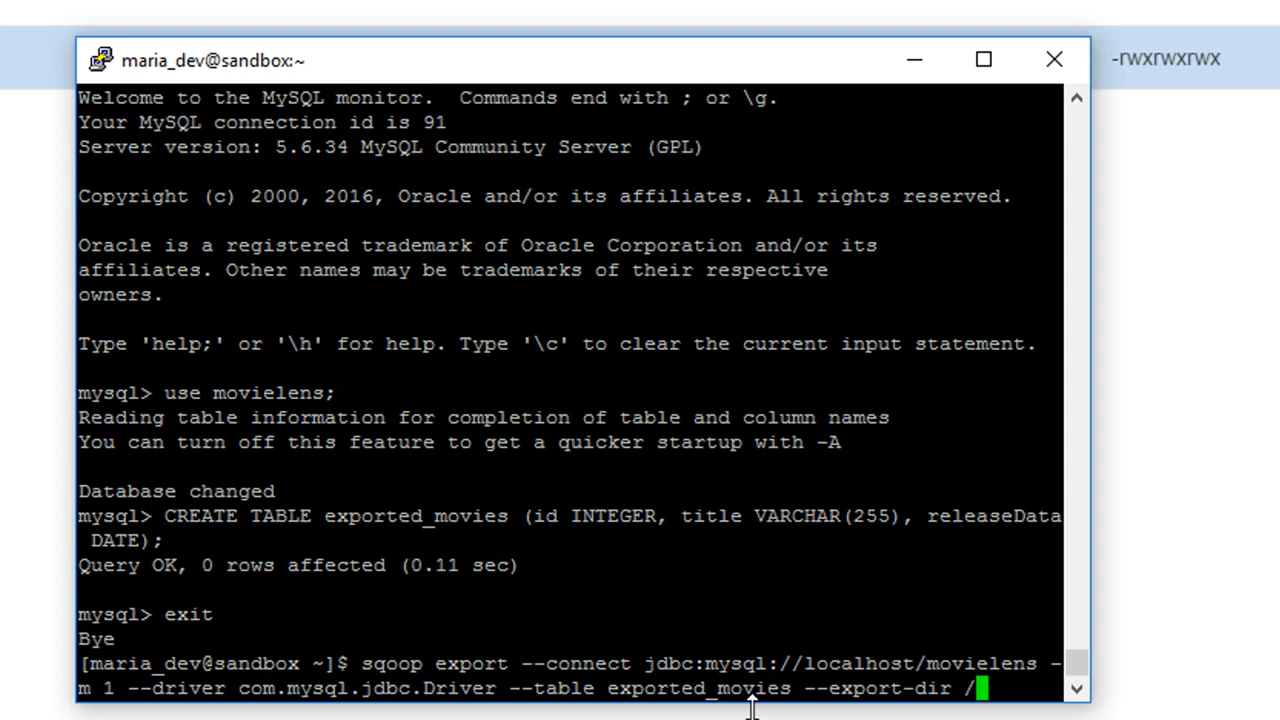 maria_dev@sandbox:~
-rwxrwxrwx
Welcome to the MySQL monitor.  Commands end with ; or \g.
Your MySQL connection id is 91
Server version: 5.6.34 MySQL Community Server (GPL)
Copyright (c) 2000, 2016, Oracle and/or its affiliates. All rights reserved.
Oracle is a registered trademark of Oracle Corporation and/or its
affiliates. Other names may be trademarks of their respective
owners.
Type 'help;' or '\h' for help. Type '\c' to clear the current input statement.
mysql> use movielens;
Reading table information for completion of table and column names
You can turn off this feature to get a quicker startup with -A
Database changed
mysql> CREATE TABLE exported_movies (id INTEGER, title VARCHAR(255), releaseData
 DATE);
Query OK, 0 rows affected (0.11 sec)
mysql> exit
Bye
[maria_dev@sandbox ~]$ sqoop export --connect jdbc:mysql://localhost/movielens -
m 1 --driver com.mysql.jdbc.Driver --table exported_movies --export-dir /